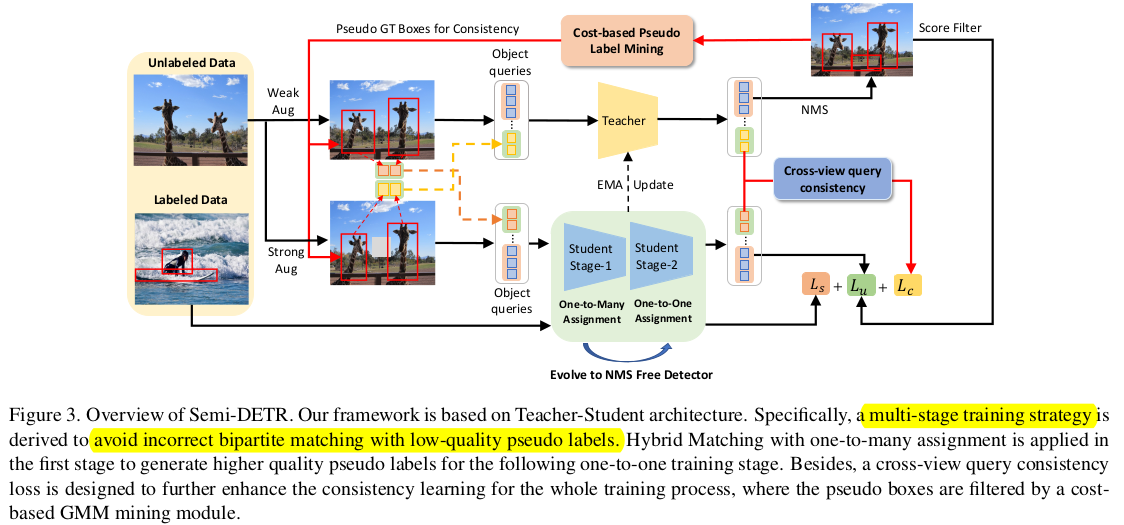 Pseudo GT Boxes for Consistency
Cost-based Pseudo
Label Mining
Score Filter
Unlabeled Data
Object
queries
Weak
Aug
Teacher
NMS
Cross-view query
consistency
EMA Update
Labeled Data
Strong
Aug
Student
Stage-1
Student
Stage-2
Object
queries
One-to-Many
Assignment
One-to-One
Assignment
Ls + Lu + Lc
Evolve to NMS Free Detector
Figure 3. Overview of Semi-DETR. Our framework is based on Teacher-Student architecture. Specifically, a multi-stage training strategy is
derived to avoid incorrect bipartite matching with low-quality pseudo labels. Hybrid Matching with one-to-many assignment is applied in
the first stage to generate higher quality pseudo labels for the following one-to-one training stage. Besides, a cross-view query consistency
loss is designed to further enhance the consistency learning for the whole training process, where the pseudo boxes are filtered by a cost-
based GMM mining module.